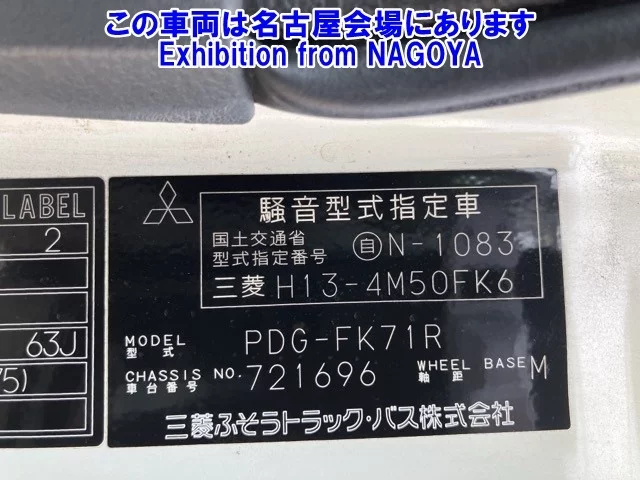 この車両は名古屋会場にあります
Exhibition from NAGOYA
LABEL
2
63J
75)
騒音型式指定車
国土交通省
型式指定番号
自 N-1083
三菱 H13-4M50FK6
MODEL
型式
PDG-FK71R
CHASSIS NO.
車台番号
721696
WHEEL BASE
軸距
M
三菱ふそうトラック・バス株式会社